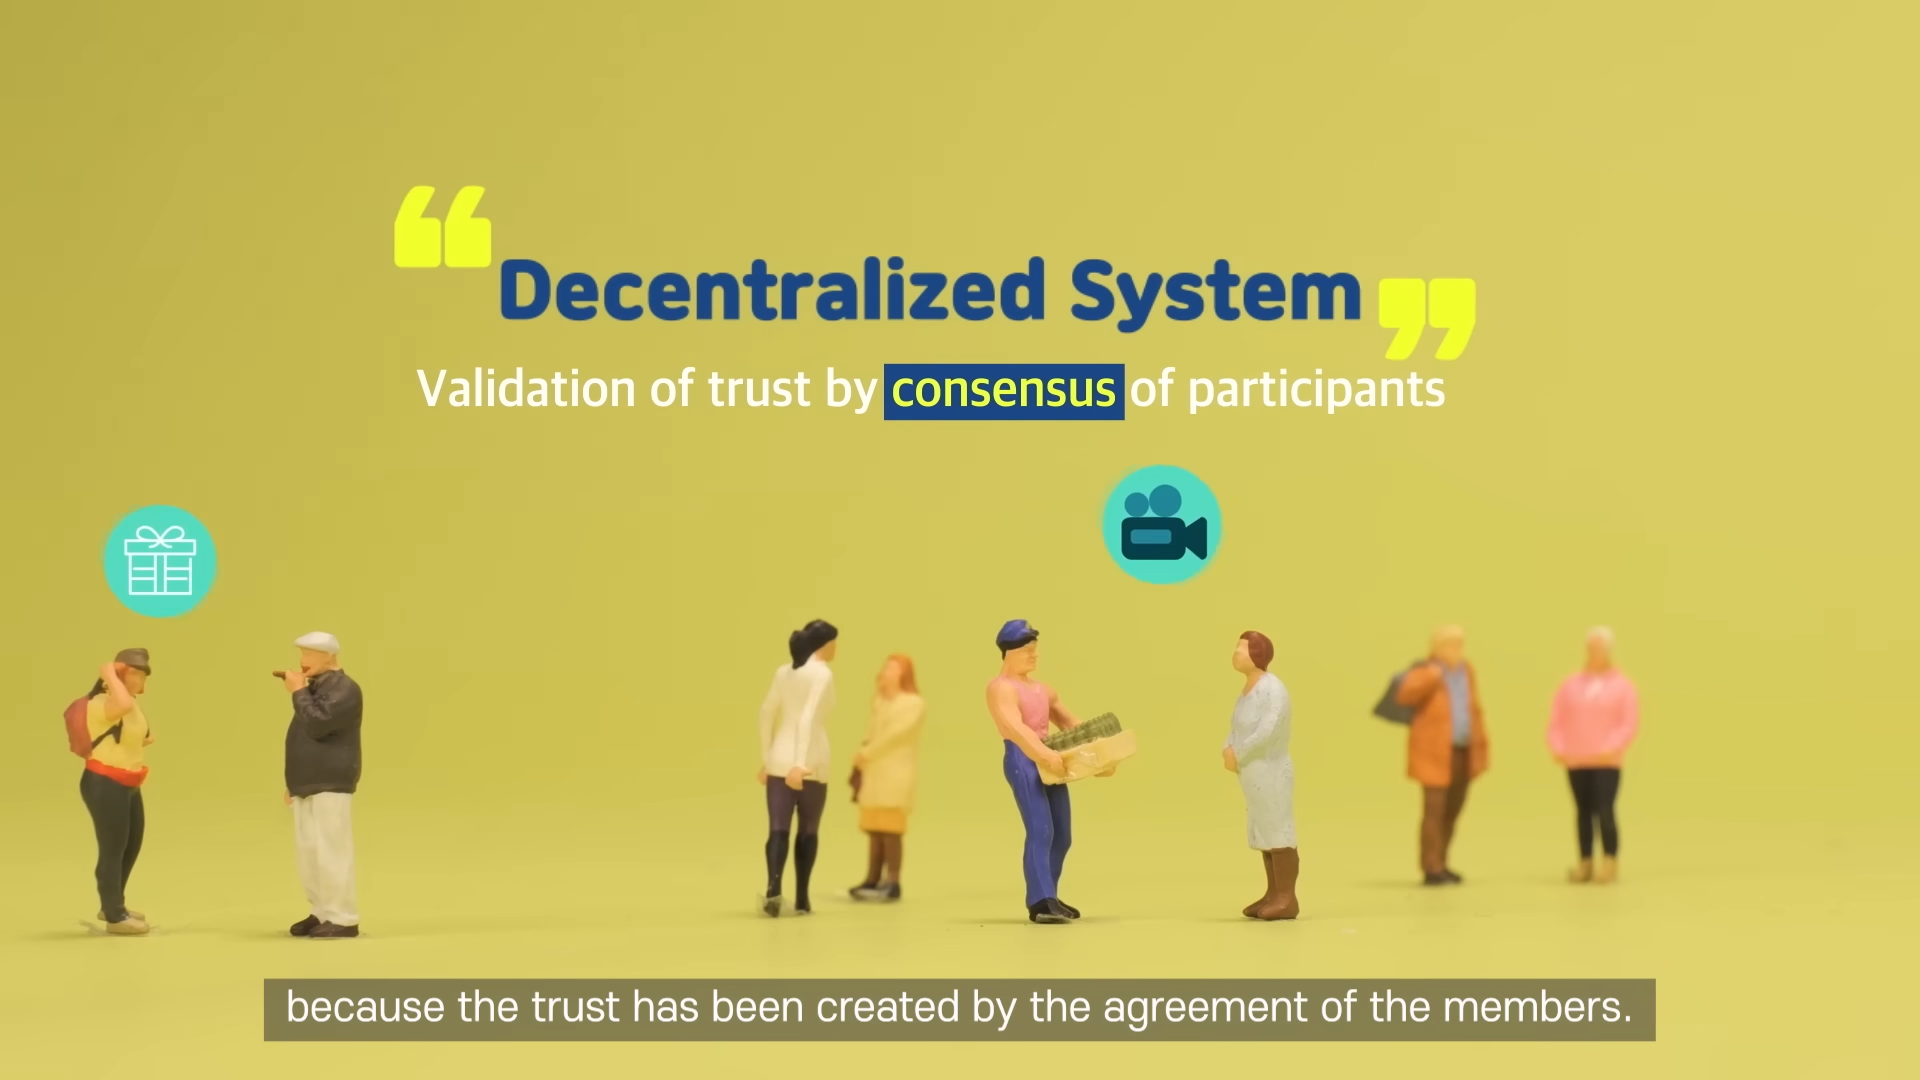 “Decentralized System”
Validation of trust by consensus of participants
because the trust has been created by the agreement of the members.